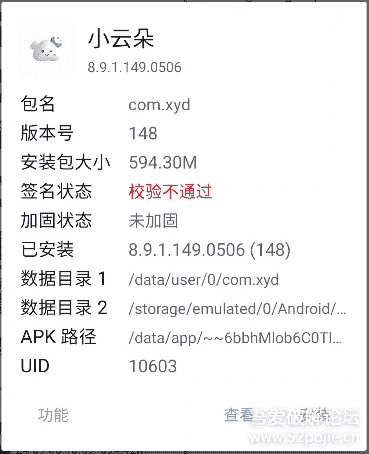 小云朵
8.9.1.149.0506
包名 com.xyd
版本号 148
安装包大小 594.30M
签名状态 校验不通过
加固状态 未加固
已安装 8.9.1.149.0506 (148)
数据目录 1 /data/user/0/com.xyd
数据目录 2 /storage/emulated/0/Android/...
APK 路径 /data/app/~~6bbhMlob6C0Tl...
UID 10603
功能 查看 安装
吾爱破解论坛
www.52pojie.cn